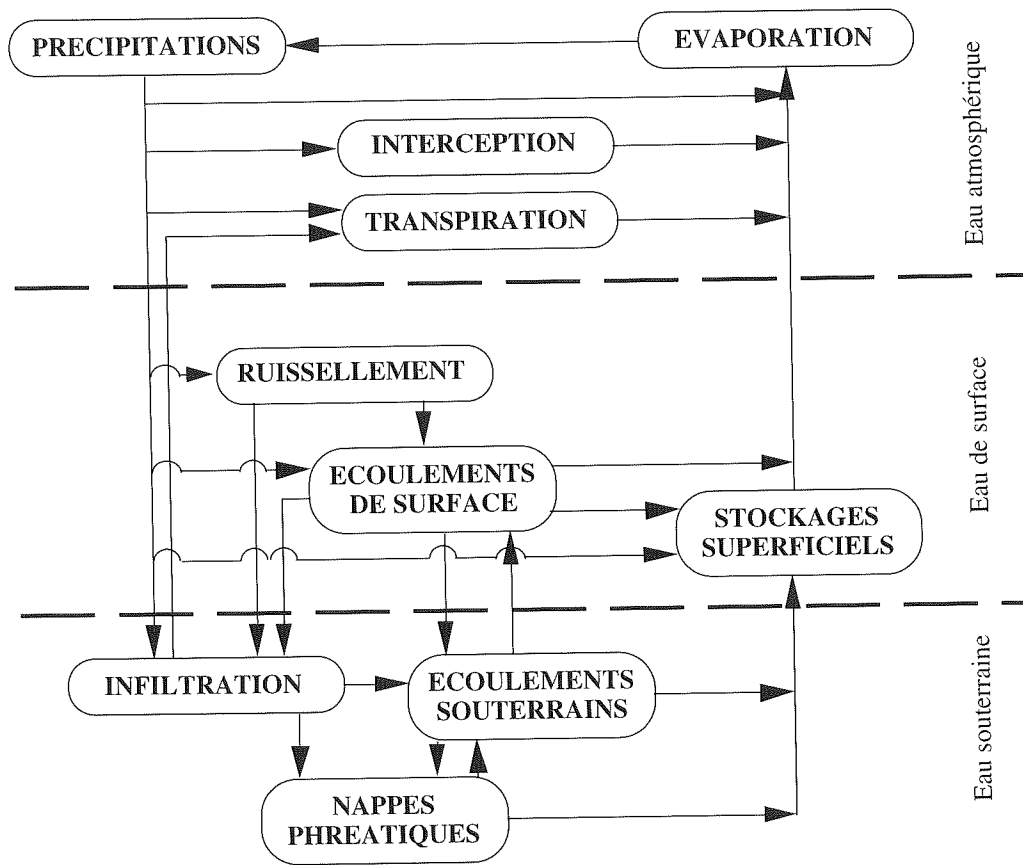 PRECIPITATIONS
EVAPORATION
INTERCEPTION
TRANSPIRATION
Eau atmosphérique
RUISSELLEMENT
ECOULEMENTS
DE SURFACE
STOCKAGES
SUPERFICIELS
Eau de surface
INFILTRATION
ECOULEMENTS
SOUTERRAINS
NAPPES
PHREATIQUES
Eau souterraine